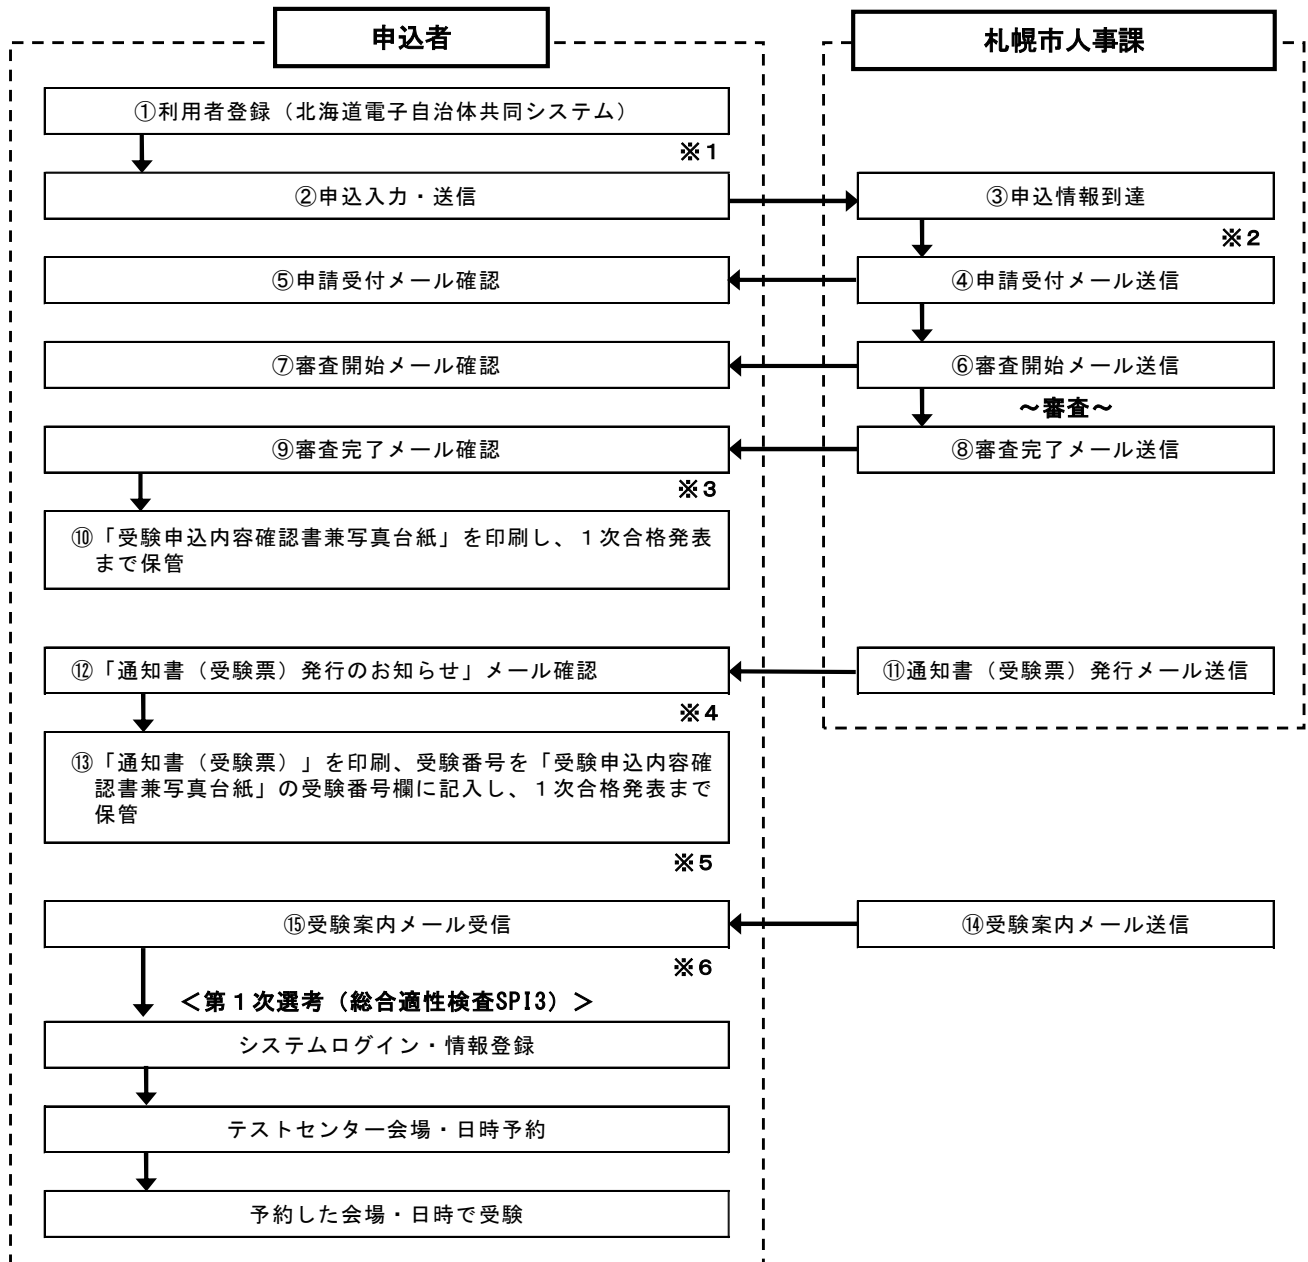 申込者
札幌市人事課
①利用者登録（北海道電子自治体共同システム）
※１
②申込入力・送信
③申込情報到達
※２
⑤申請受付メール確認
④申請受付メール送信
⑦審査開始メール確認
⑥審査開始メール送信
～審査～
⑨審査完了メール確認
⑧審査完了メール送信
※３
⑩「受験申込内容確認書兼写真台紙」を印刷し、１次合格発表
まで保管
⑫「通知書（受験票）発行のお知らせ」メール確認
⑪通知書（受験票）発行メール送信
※４
⑬「通知書（受験票）」を印刷、受験番号を「受験申込内容確
認書兼写真台紙」の受験番号欄に記入し、１次合格発表まで
保管
※５
⑮受験案内メール受信
⑭受験案内メール送信
※６
＜第１次選考（総合適性検査SPI3）＞
システムログイン・情報登録
テストセンター会場・日時予約
予約した会場・日時で受験